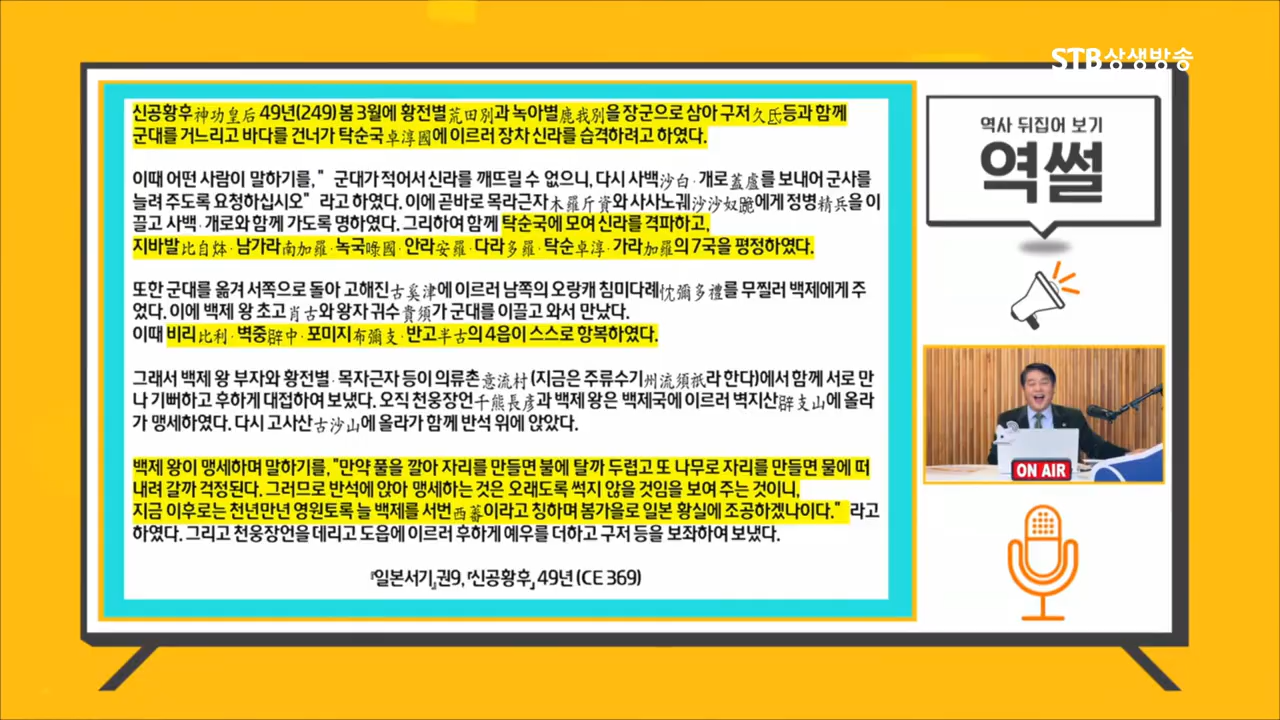 STB상생방송
신공황후神功皇后 49년(249) 봄 3월에 황전별荒田別과 녹아별鹿我別을 장군으로 삼아 구저久氐등과 함께
군대를 거느리고 바다를 건너가 탁순국卓淳國에 이르러 장차 신라를 습격하려고 하였다.
이때 어떤 사람이 말하기를, " 군대가 적어서 신라를 깨뜨릴 수 없으니, 다시 사백沙白·개로蓋盧를 보내어 군사를
늘려 주도록 요청하십시오" 라고 하였다. 이에 곧바로 목라근자木羅斤資와 사사노궤沙沙奴跪에게 정병精兵을 이
끌고 사백·개로와 함께 가도록 명하였다. 그리하여 함께 탁순국에 모여 신라를 격파하고,
지바발比自㶱·남가라南加羅·녹국㖨國·안라安羅·다라多羅·탁순卓淳·가라加羅의 7국을 평정하였다.
또한 군대를 옮겨 서쪽으로 돌아 고해진古奚津에 이르러 남쪽의 오랑캐 침미다례忱彌多禮를 무찔러 백제에게 주
었다. 이에 백제 왕 초고肖古와 왕자 귀수貴須가 군대를 이끌고 와서 만났다.
이때 비리比利·벽중辟中·포미지布彌支·반고半古의 4읍이 스스로 항복하였다.
그래서 백제 왕 부자와 황전별·목자근자 등이 의류촌意流村(지금은 주류수기州流須祇라 한다)에서 함께 서로 만
나 기뻐하고 후하게 대접하여 보냈다. 오직 천웅장언千熊長彦과 백제 왕은 백제국에 이르러 벽지산辟支山에 올라
가 맹세하였다. 다시 고사산古沙山에 올라가 함께 반석 위에 앉았다.
백제 왕이 맹세하며 말하기를, "만약 풀을 깔아 자리를 만들면 불에 탈까 두렵고 또 나무로 자리를 만들면 물에 떠
내려 갈까 걱정된다. 그러므로 반석에 앉아 맹세하는 것은 오래도록 썩지 않을 것임을 보여 주는 것이니,
지금 이후로는 천년만년 영원토록 늘 백제를 서번西蕃이라고 칭하며 봄가을로 일본 황실에 조공하겠나이다." 라고
하였다. 그리고 천웅장언을 데리고 도읍에 이르러 후하게 예우를 더하고 구저 등을 보좌하여 보냈다.
『일본서기』권9, 「신공황후」 49년 (CE 369)
역사 뒤집어 보기
역썰
ON AIR